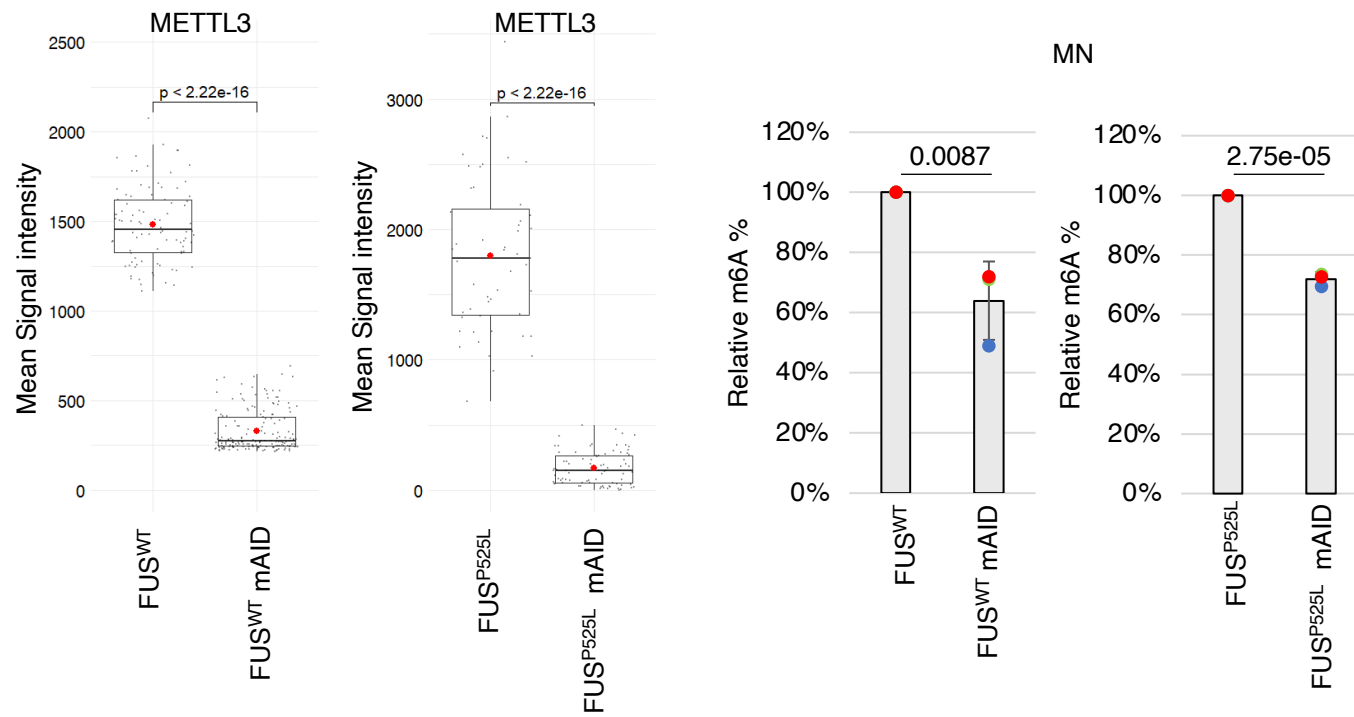 METTL3
2500
2000
1500
1000
500
0
Mean Signal intensity
p < 2.22e-16
FUSWT
FUSWT mAID
METTL3
3000
2000
1000
0
Mean Signal intensity
p < 2.22e-16
FUSP525L
FUSP525L mAID
MN
120%
100%
80%
60%
40%
20%
0%
Relative m6A %
0.0087
FUSWT
FUSWT mAID
120%
100%
80%
60%
40%
20%
0%
Relative m6A %
2.75e-05
FUSP525L
FUSP525L mAID